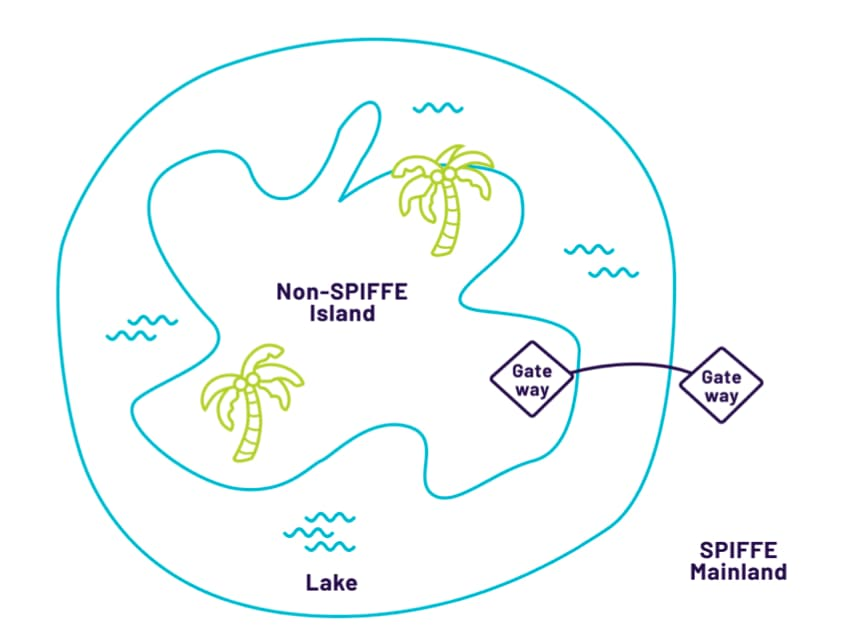 Non-SPIFFE
Island
Gate
way
Gate
way
SPIFFE
Mainland
Lake